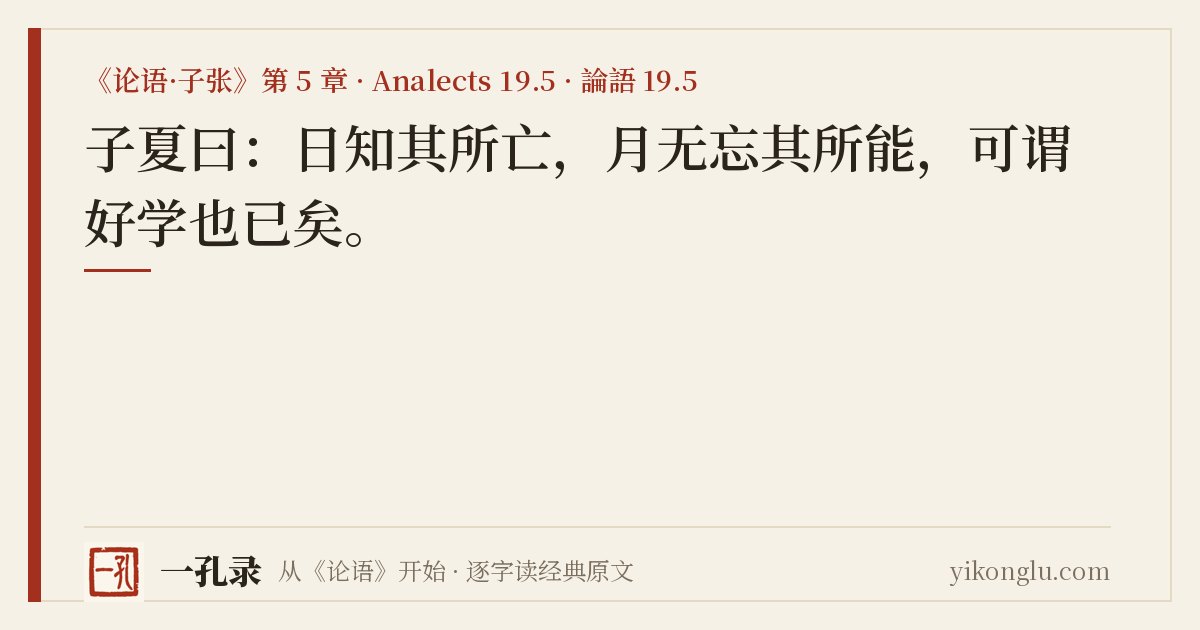 《论语·子张》第 5 章 · Analects 19.5 · 論語 19.5
子夏曰：日知其所亡，月无忘其所能，可谓
好学也已矣。
一孔
一孔录 从《论语》开始 · 逐字读经典原文 yikonglu.com